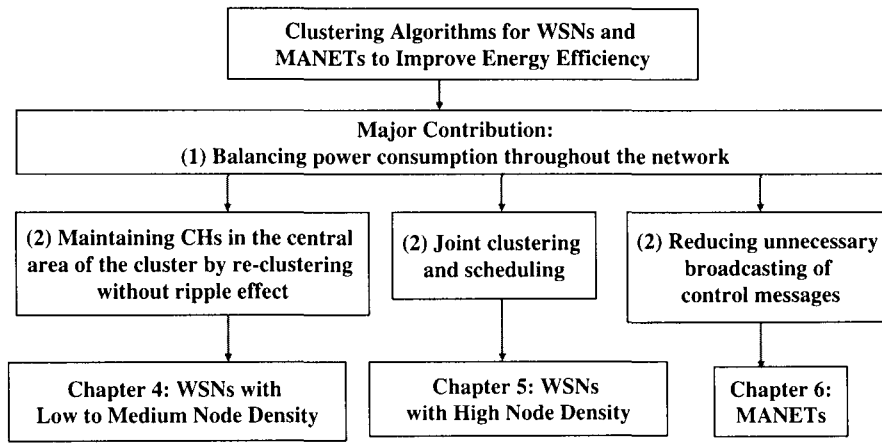 Clustering Algorithms for WSNs and
MANETs to Improve Energy Efficiency
Major Contribution:
(1) Balancing power consumption throughout the network
(2) Maintaining CHs in the central
area of the cluster by re-clustering
without ripple effect
(2) Joint clustering
and scheduling
(2) Reducing unnecessary
broadcasting of
control messages
Chapter 4: WSNs with
Low to Medium Node Density
Chapter 5: WSNs
with High Node Density
Chapter 6:
MANETs